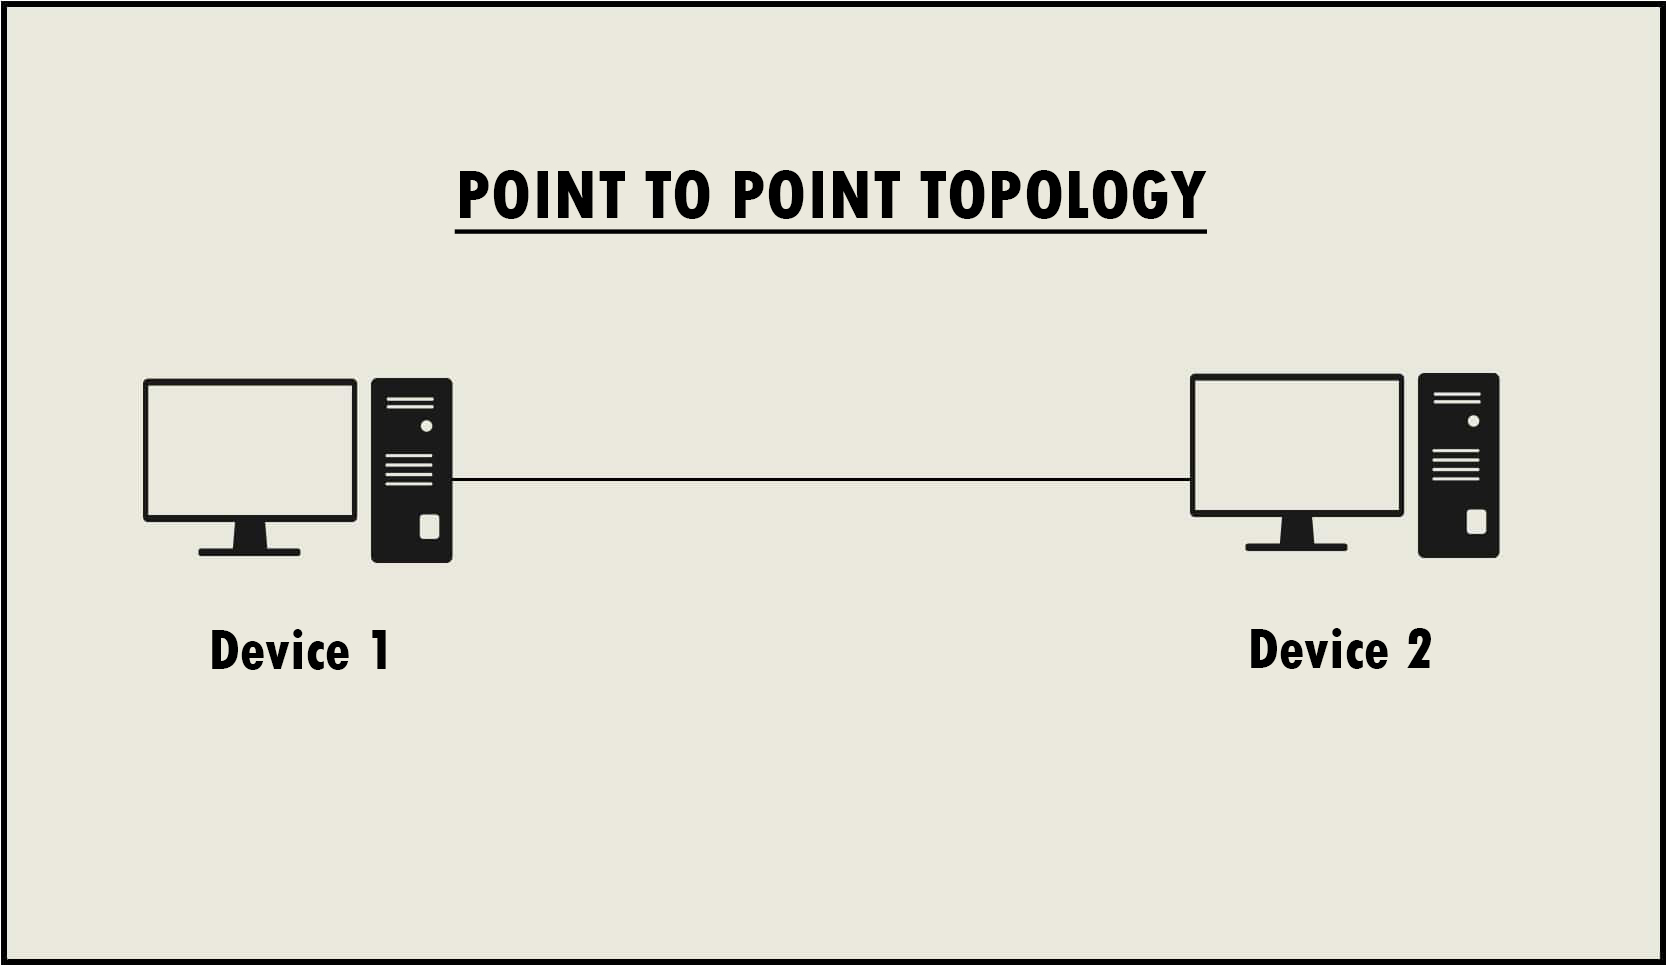 POINT TO POINT TOPOLOGY
Device 1
Device 2